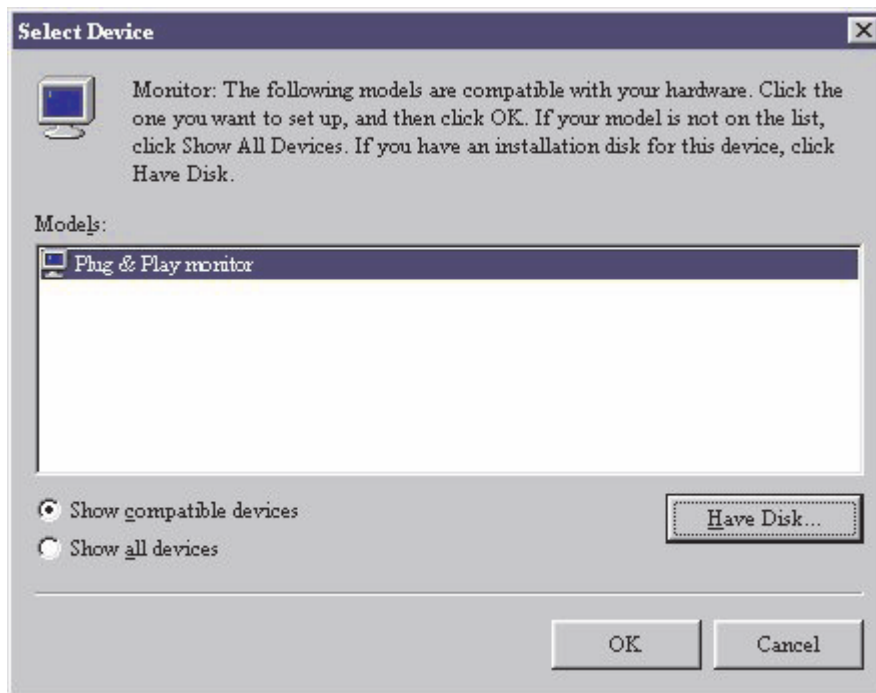 Select Device
Monitor: The following models are compatible with your hardware. Click the
one you want to set up, and then click OK. If your model is not on the list,
click Show All Devices. If you have an installation disk for this device, click
Have Disk.
Models:
Plug & Play monitor
Show compatible devices
Have Disk...
Show all devices
OK
Cancel